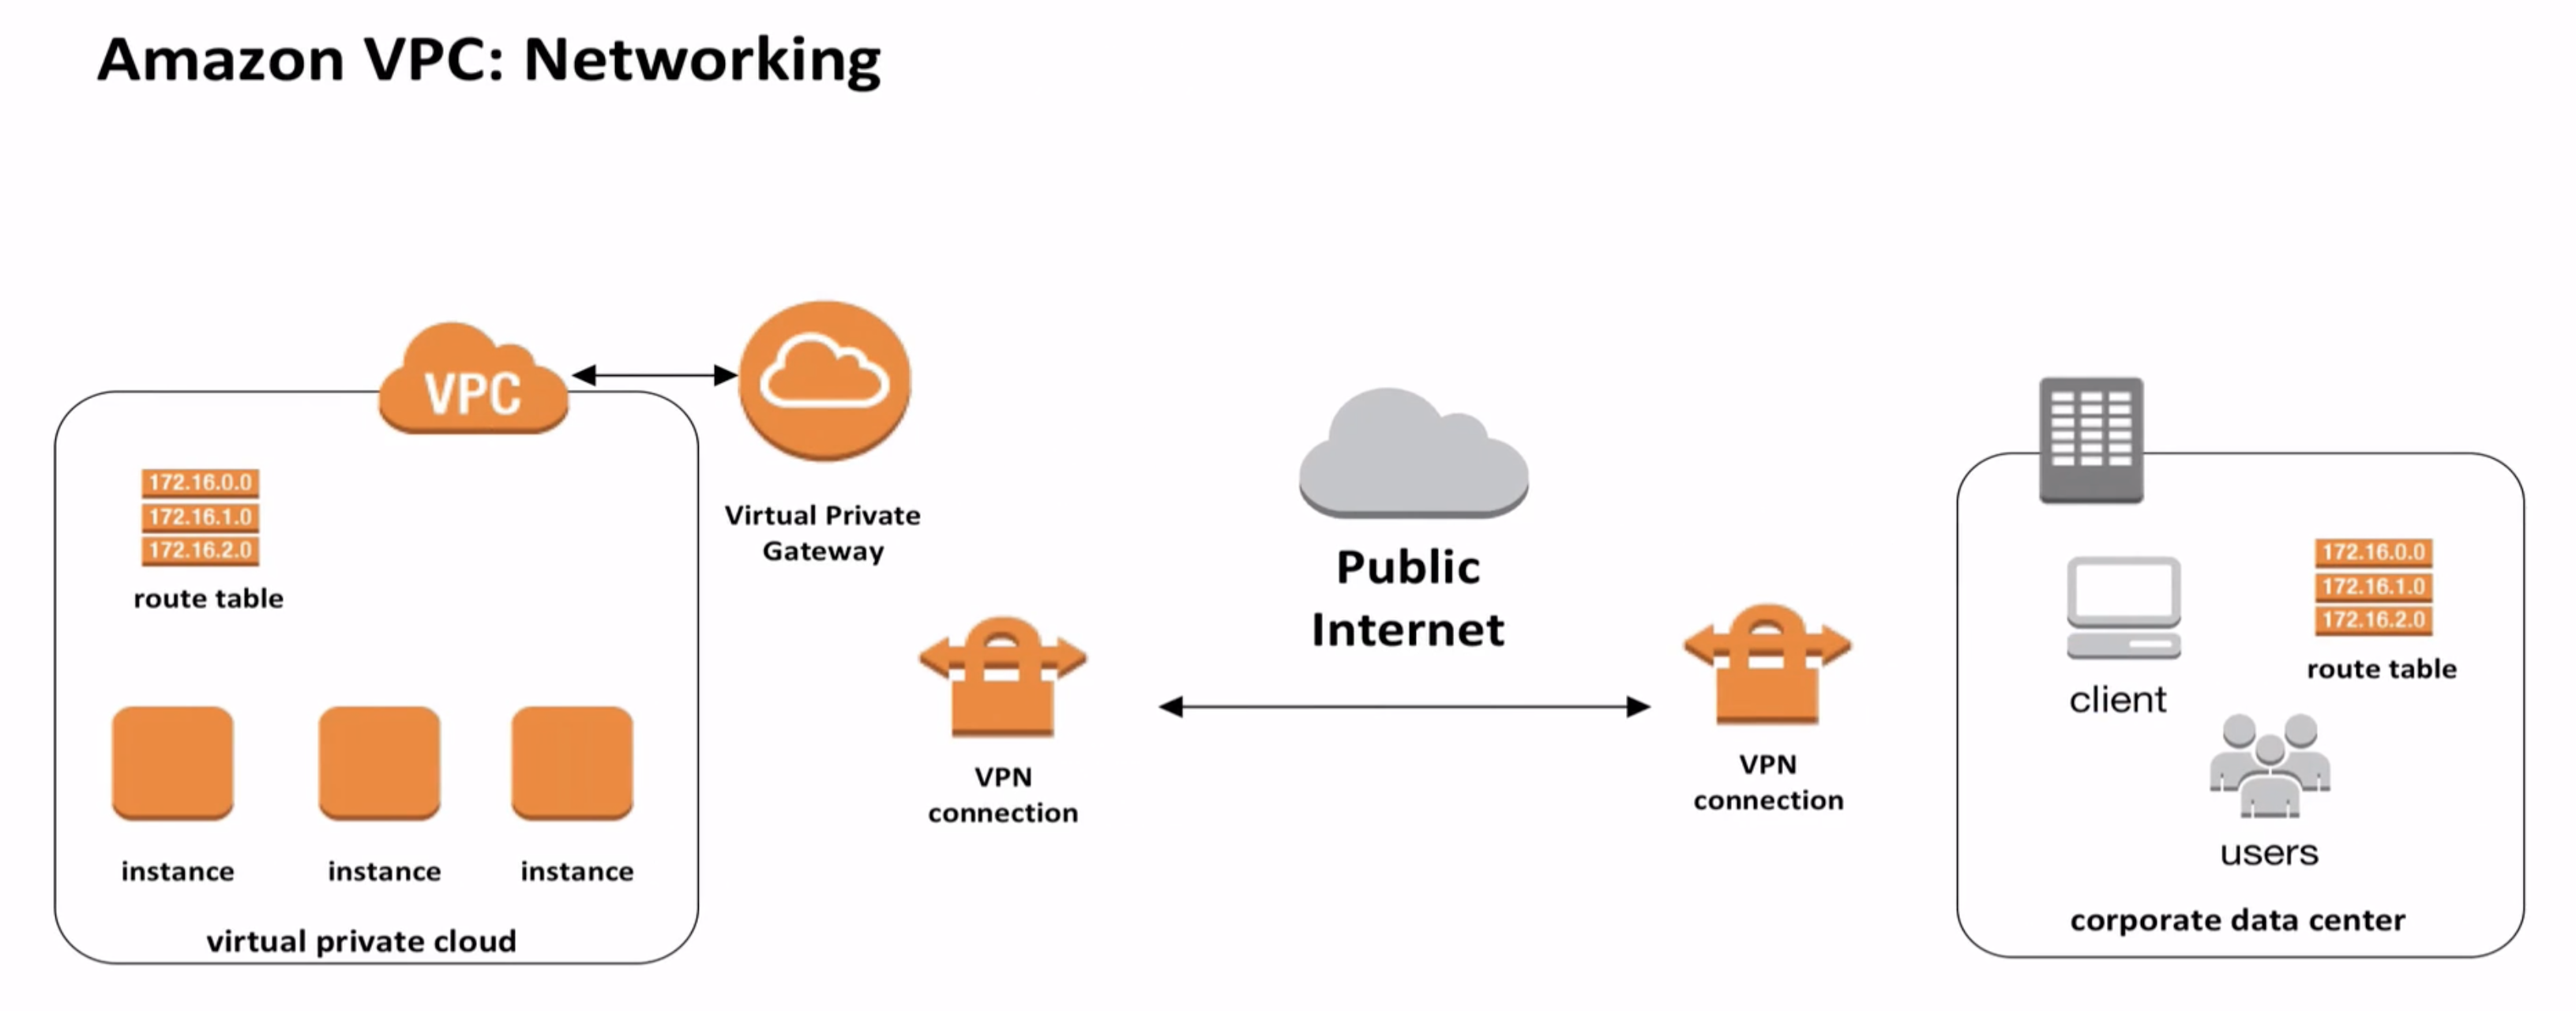 Amazon VPC: Networking
VPC
172.16.0.0
172.16.1.0
172.16.2.0
route table
instance
instance
instance
virtual private cloud
Virtual Private
Gateway
VPN
connection
Public
Internet
VPN
connection
client
172.16.0.0
172.16.1.0
172.16.2.0
route table
users
corporate data center